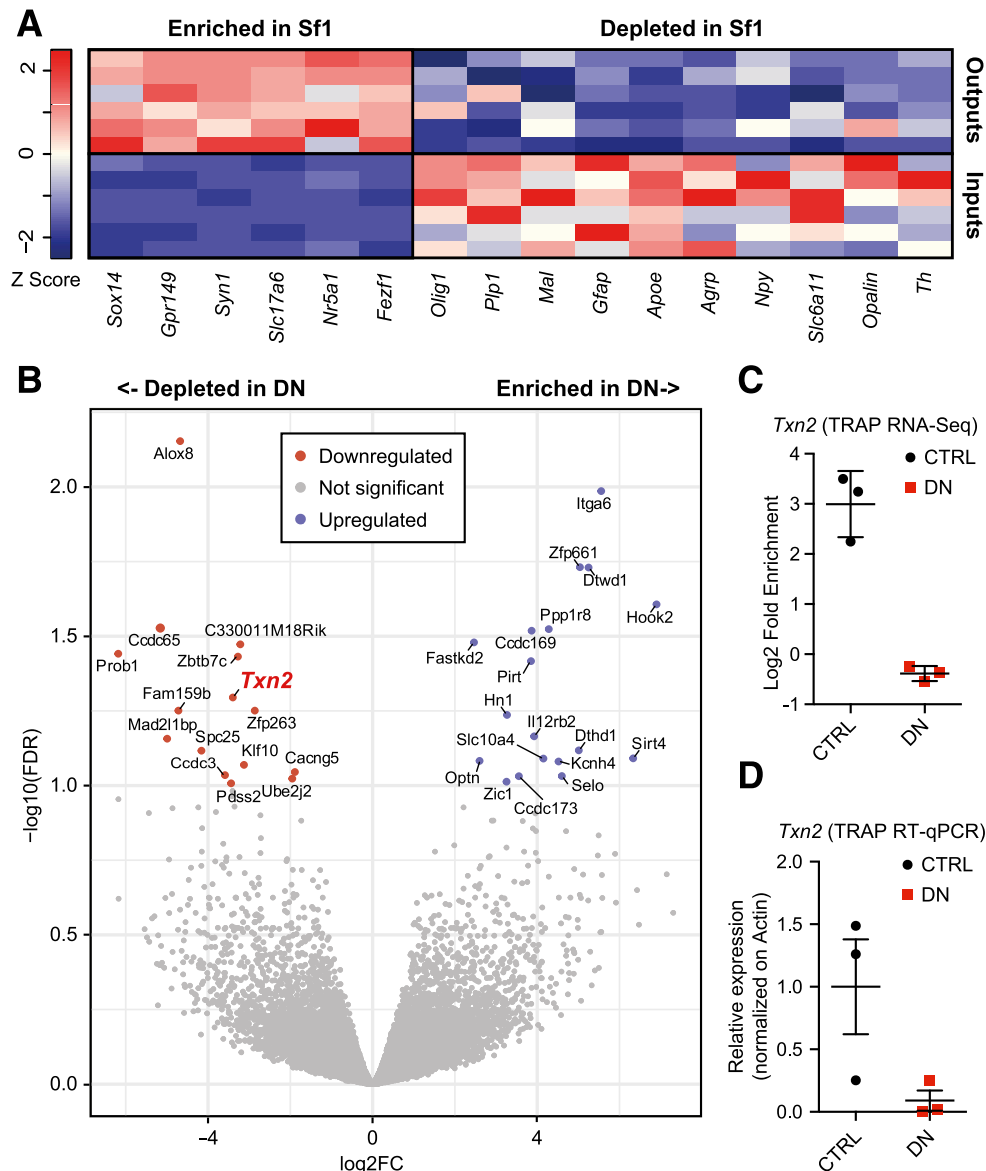 A
Enriched in Sf1
Depleted in Sf1
2
0
−2
Z Score
Outputs
Inputs
Sox14
Gpr149
Syn1
Slc17a6
Nr5a1
Fezf1
Olig1
Plp1
Mal
Gfap
Apoe
Agrp
Npy
Slc6a11
Opalin
Th
B
<- Depleted in DN
Enriched in DN->
Downregulated
Not significant
Upregulated
Alox8
Itga6
Zfp661
Dtwd1
Hook2
Ppp1r8
Ccdc169
Fastkd2
Pirt
Ccdc65
C330011M18Rik
Prob1
Zbtb7c
Txn2
Fam159b
Zfp263
Mad2l1bp
Spc25
Klf10
Ccdc3
Cacng5
Pdss2
Ube2j2
Hn1
Il12rb2
Slc10a4
Dthd1
Sirt4
Kcnh4
Optn
Selo
Zic1
Ccdc173
2.0
1.5
1.0
0.5
0.0
−log10(FDR)
−4
0
4
log2FC
C
Txn2 (TRAP RNA-Seq)
CTRL
DN
4
3
2
1
0
−1
Log2 Fold Enrichment
CTRL
DN
D
Txn2 (TRAP RT-qPCR)
CTRL
DN
2.0
1.5
1.0
0.5
0.0
Relative expression
(normalized on Actin)
CTRL
DN